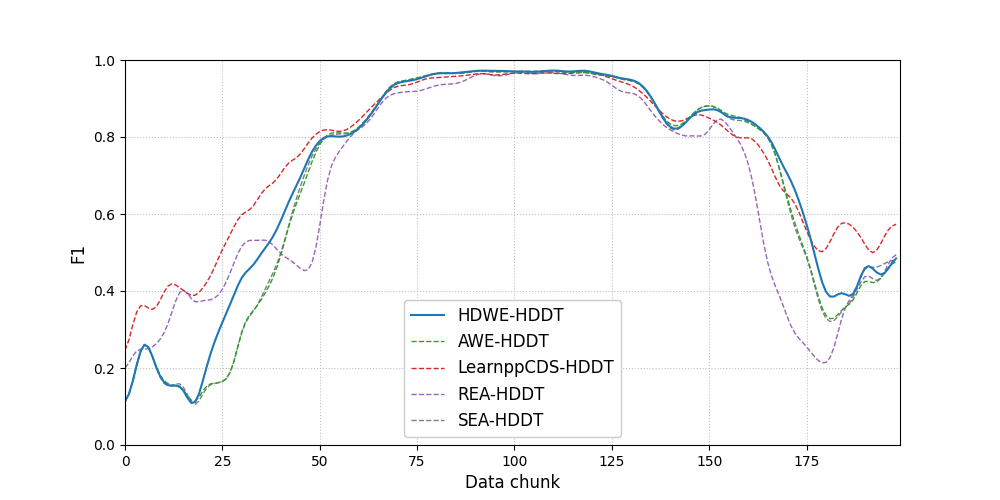 1.0
0.8
0.6
0.4
0.2
0.0
F1
HDWE-HDDT
AWE-HDDT
LearnppCDS-HDDT
REA-HDDT
SEA-HDDT
0 25 50 75 100 125 150 175
Data chunk